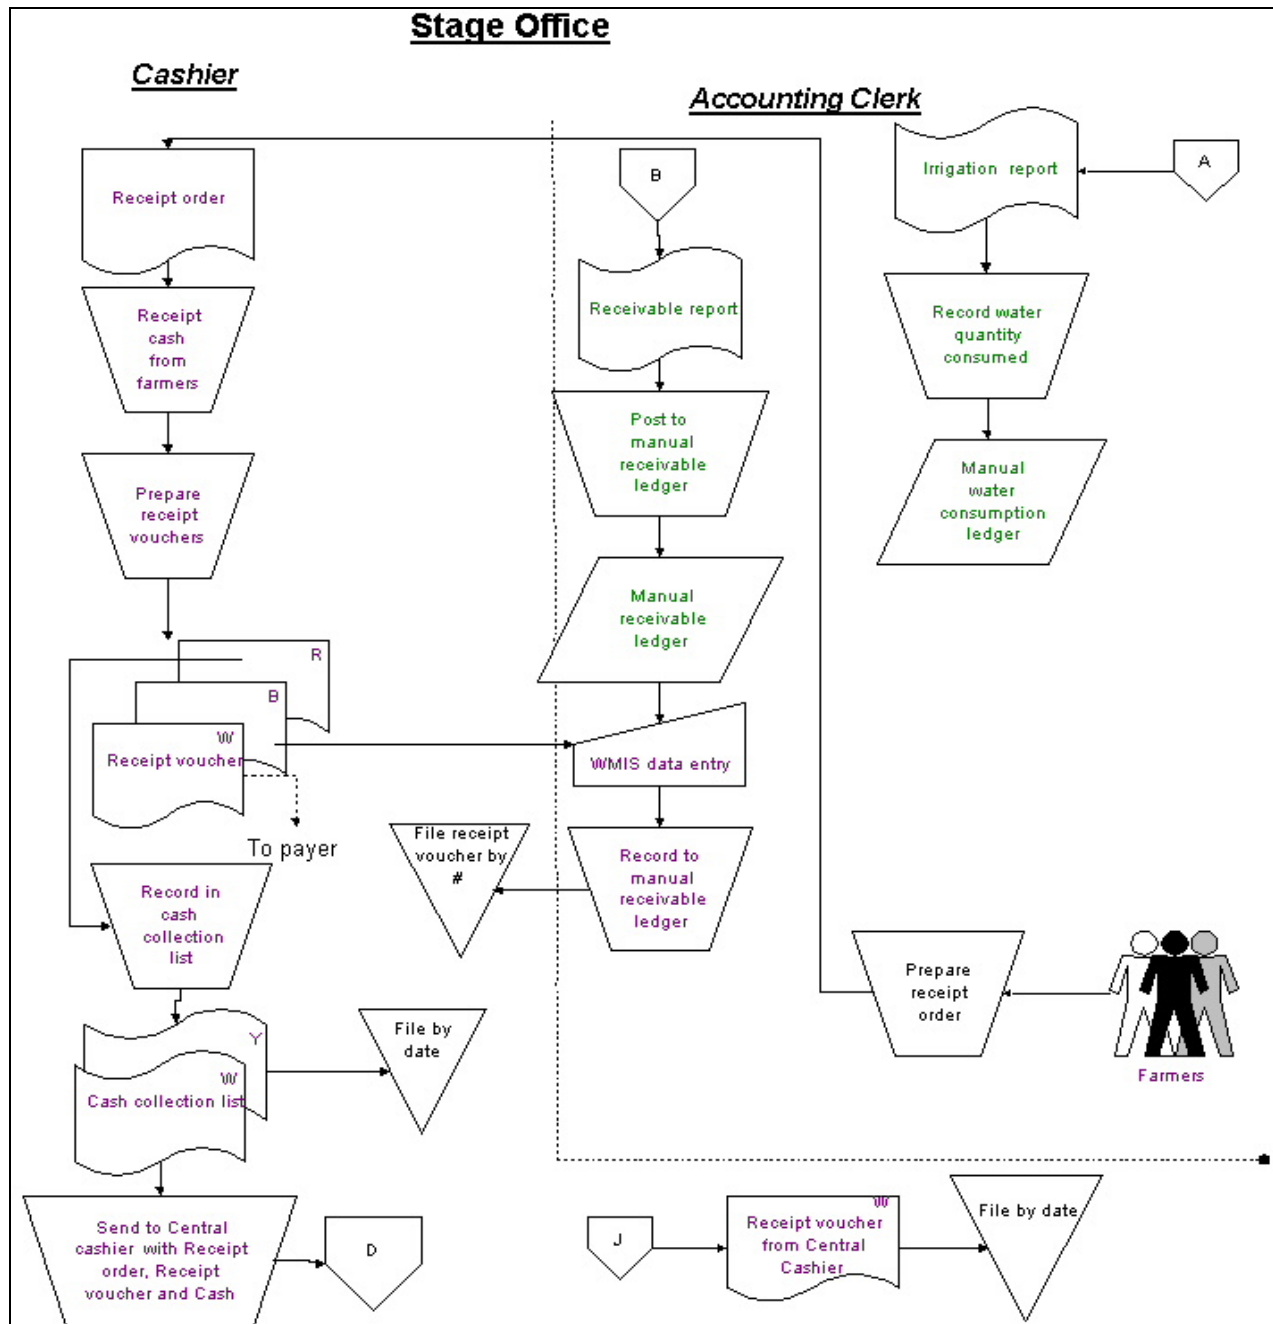 Stage Office
Cashier
Accounting Clerk
Receipt order
B
Irrigation report
A
Receipt
cash
from
farmers
Receivable report
Record water
quantity
consumed
Post to
manual
receivable
ledger
Manual
water
consumption
ledger
Prepare
receipt
vouchers
Manual
receivable
ledger
R
B
W
Receipt voucher
To payer
WMIS data entry
File receipt
voucher by
#
Record to
manual
receivable
ledger
Record in
cash
collection
list
Prepare
receipt
order
Farmers
Y
W
Cash collection list
File by
date
Send to Central
cashier with Receipt
order, Receipt
voucher and Cash
D
J
W
Receipt voucher
from Central
Cashier
File by date